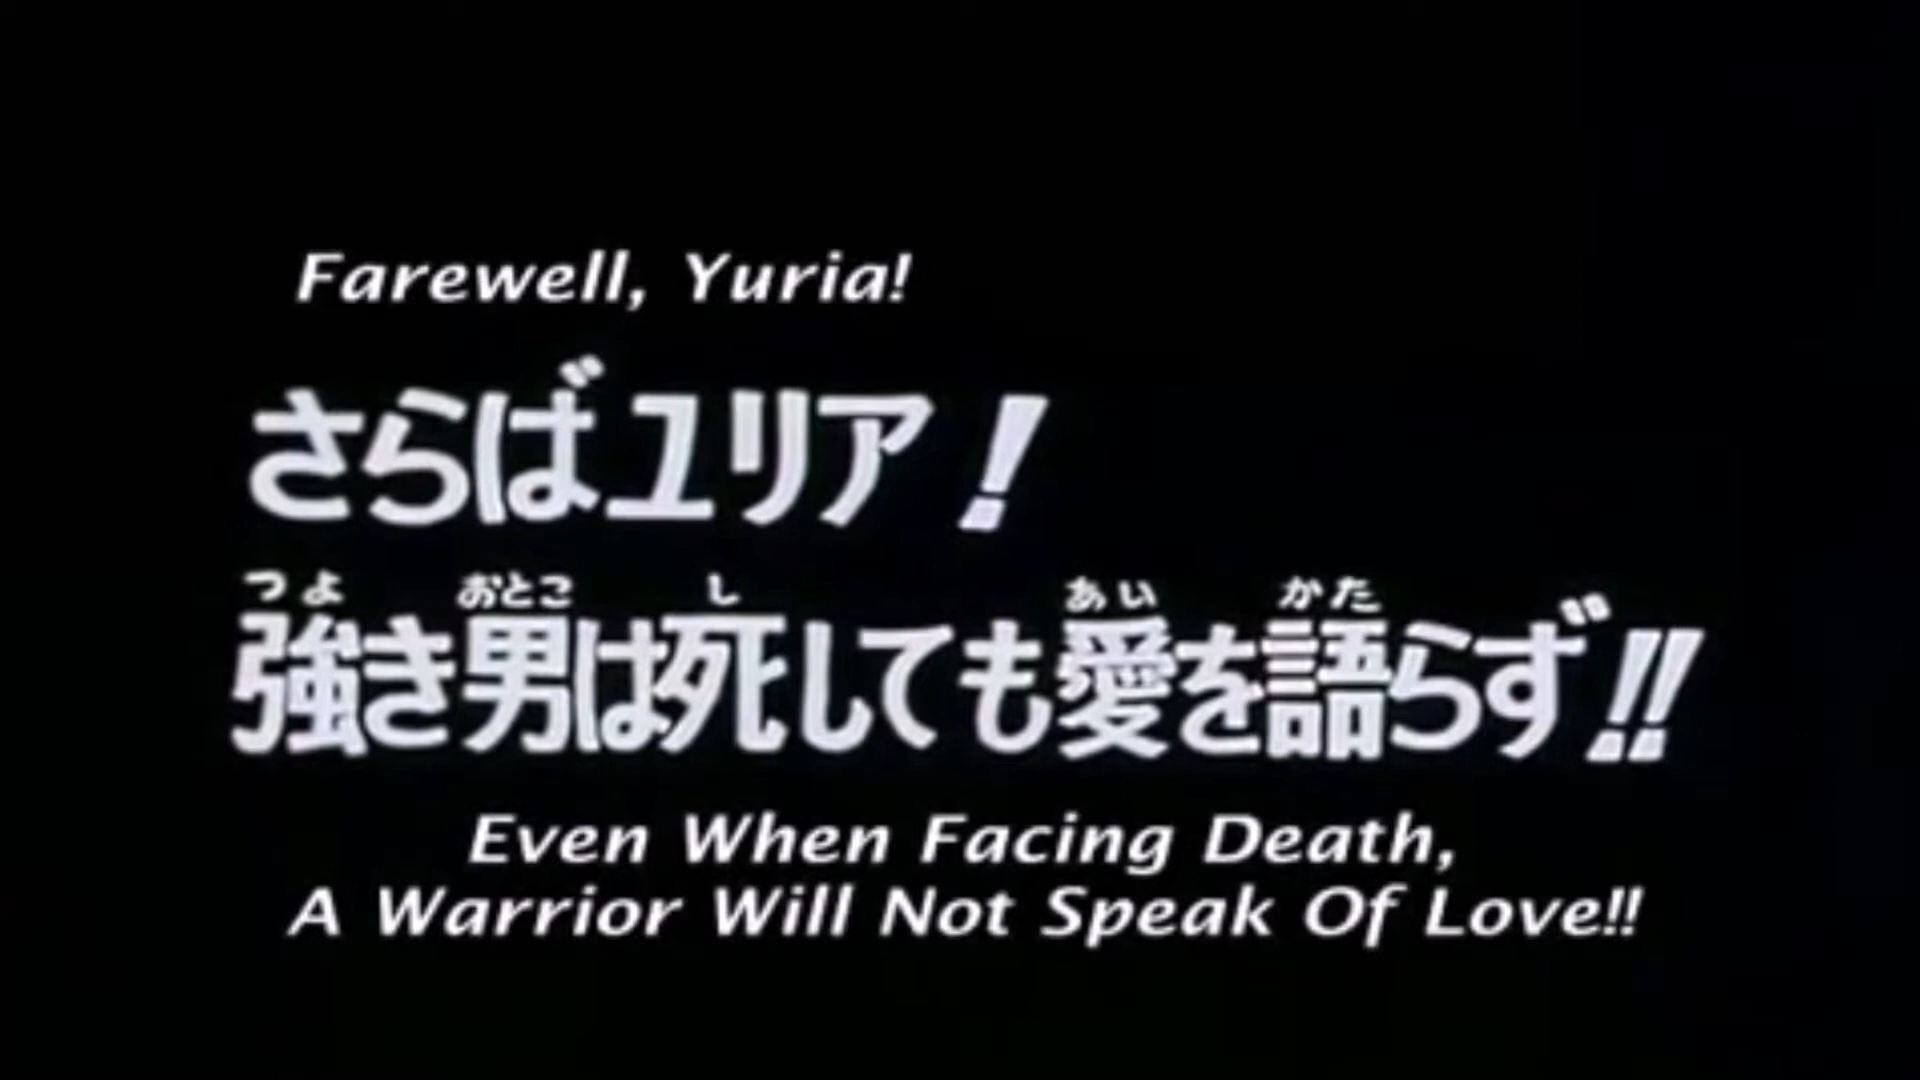 Farewell, Yuria!
さらばユリア!
つよ おとこ し あい かた
強き男は死しても愛を語らず!!
Even When Facing Death,
A Warrior Will Not Speak Of Love!!